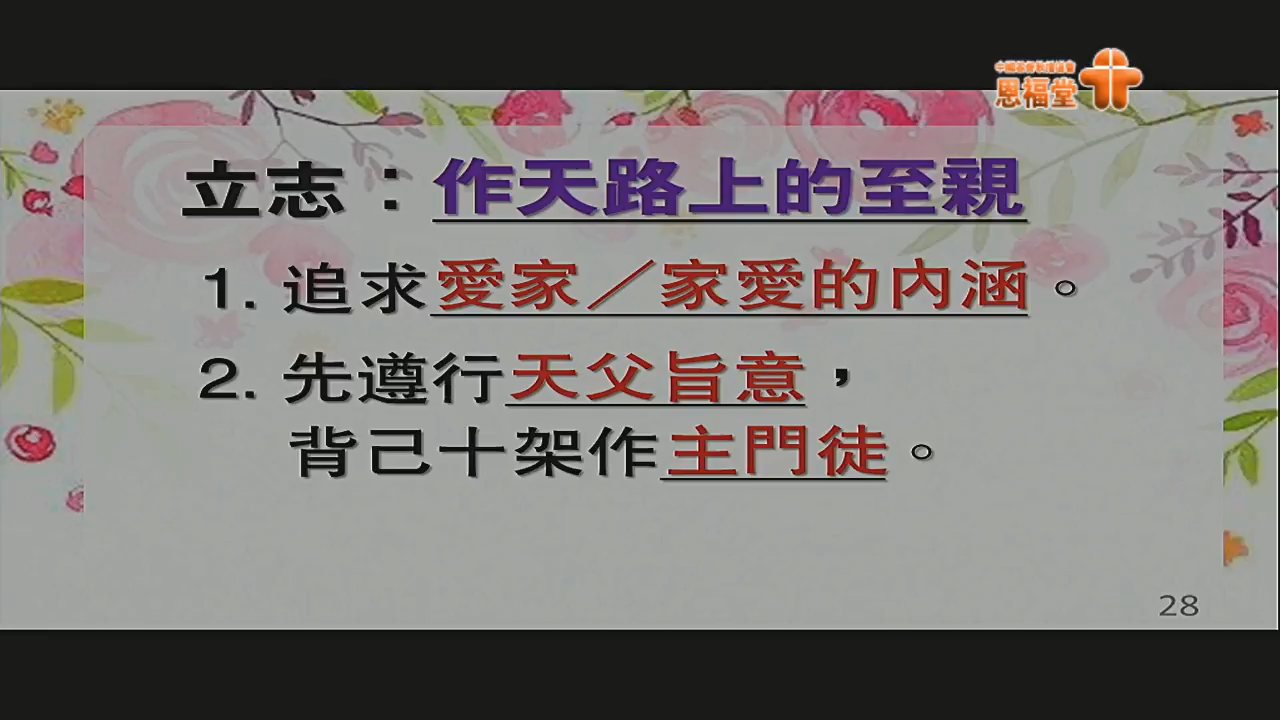 恩福堂
立志：作天路上的至親
1. 追求愛家／家愛的內涵。
2. 先遵行天父旨意，
背己十架作主門徒。
28